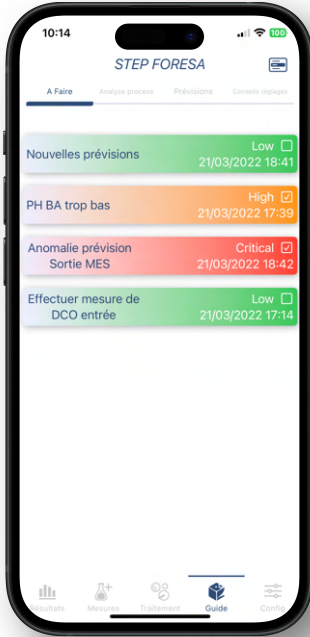 10:14
100
STEP FORESA
A Faire
Analyse process
Prévisions
Conseils réglages
Nouvelles prévisions
Low
21/03/2022 18:41
PH BA trop bas
High
21/03/2022 17:39
Anomalie prévision
Sortie MES
Critical
21/03/2022 18:42
Effectuer mesure de
DCO entrée
Low
21/03/2022 17:14
Résultats
Mesures
Traitement
Guide
Config